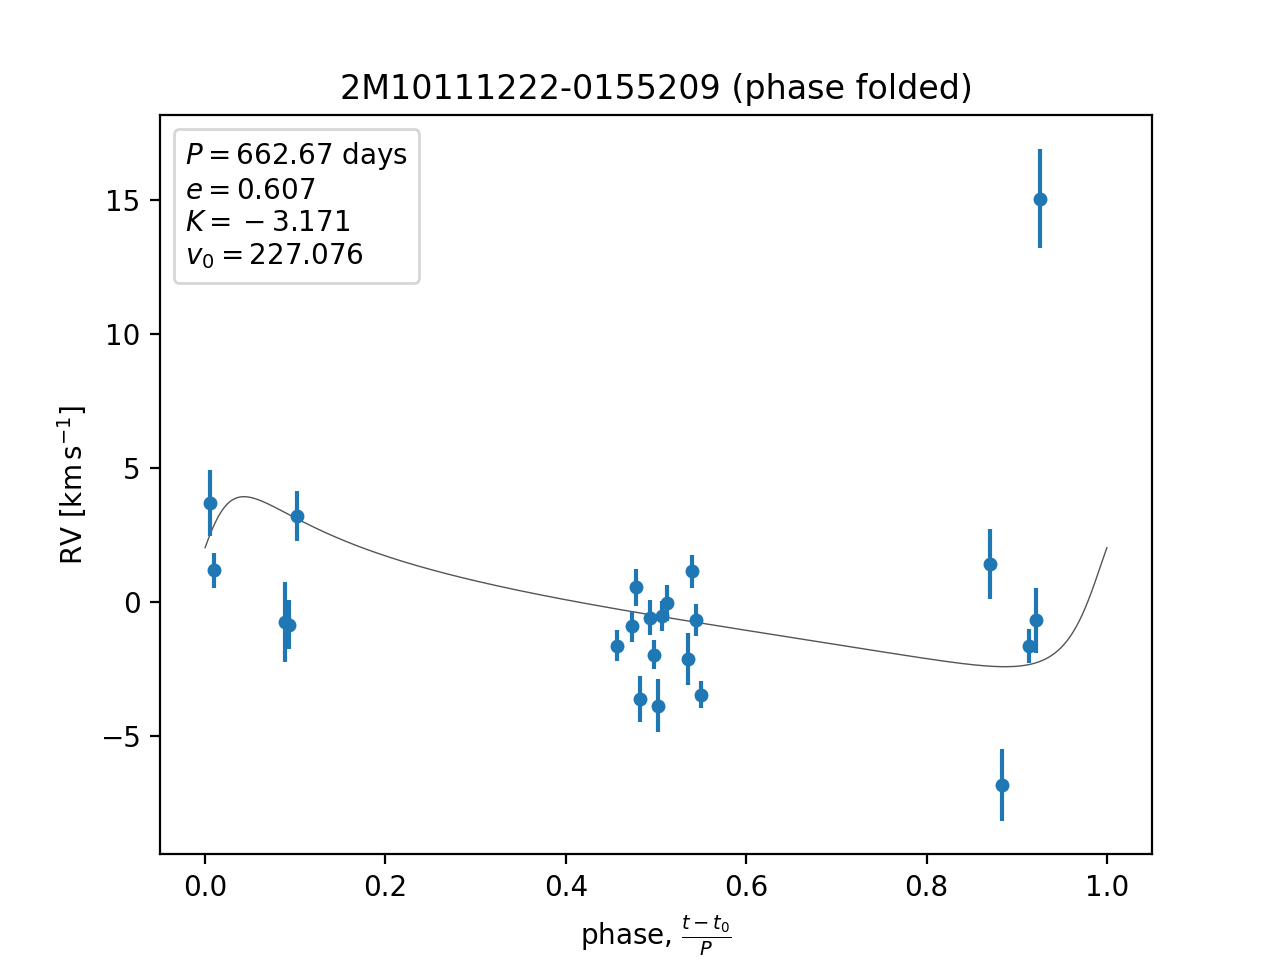 2M10111222-0155209 (phase folded)
P = 662.67 days
e = 0.607
K = −3.171
v₀ = 227.076
15
10
5
0
−5
RV [km s⁻¹]
0.0 0.2 0.4 0.6 0.8 1.0
phase, (t − t₀)/P